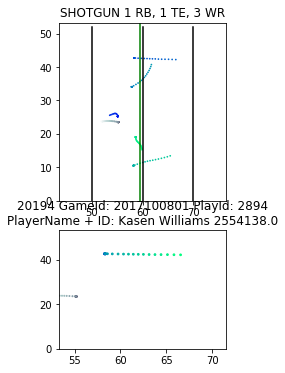 SHOTGUN 1 RB, 1 TE, 3 WR
50
40
30
20
10
0
50 60 70
20194 GameId: 2017100801 PlayId: 2894
PlayerName + ID: Kasen Williams 2554138.0
40
20
0
55 60 65 70